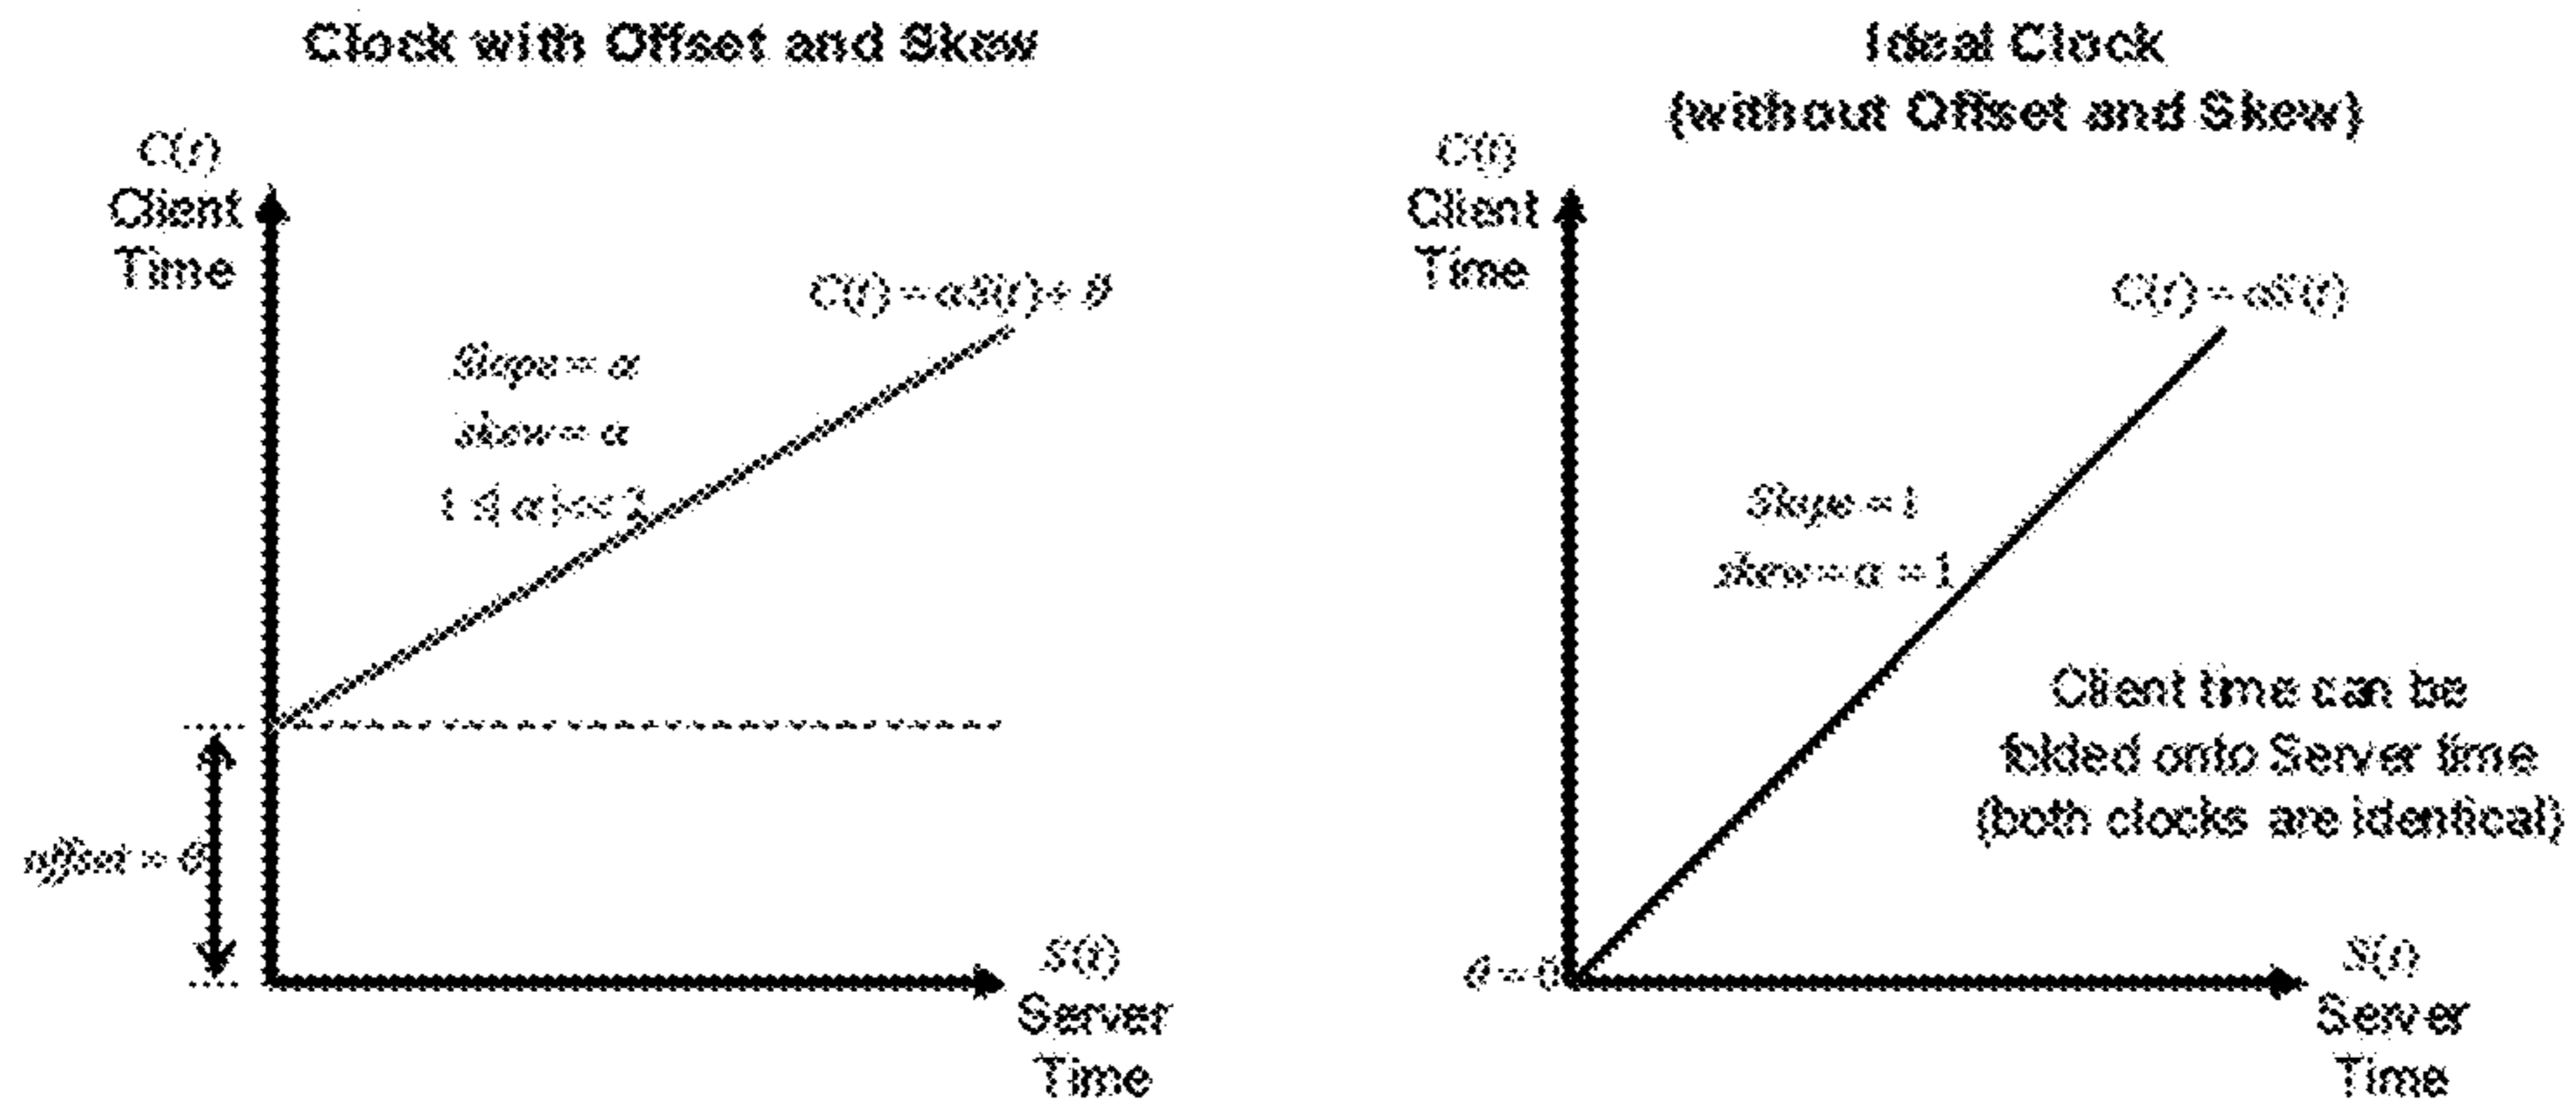 Clock with Offset and Skew
C(t)
Client
Time
C(t) = αS(t) + θ
Slope = α
skew = α
offset = θ
S(t)
Server
Time
Ideal Clock
(without Offset and Skew)
C(t)
Client
Time
C(t) = αS(t)
Slope = 1
skew = α = 1
Client time can be
folded onto Server time
(both clocks are identical)
θ = 0
S(t)
Server
Time